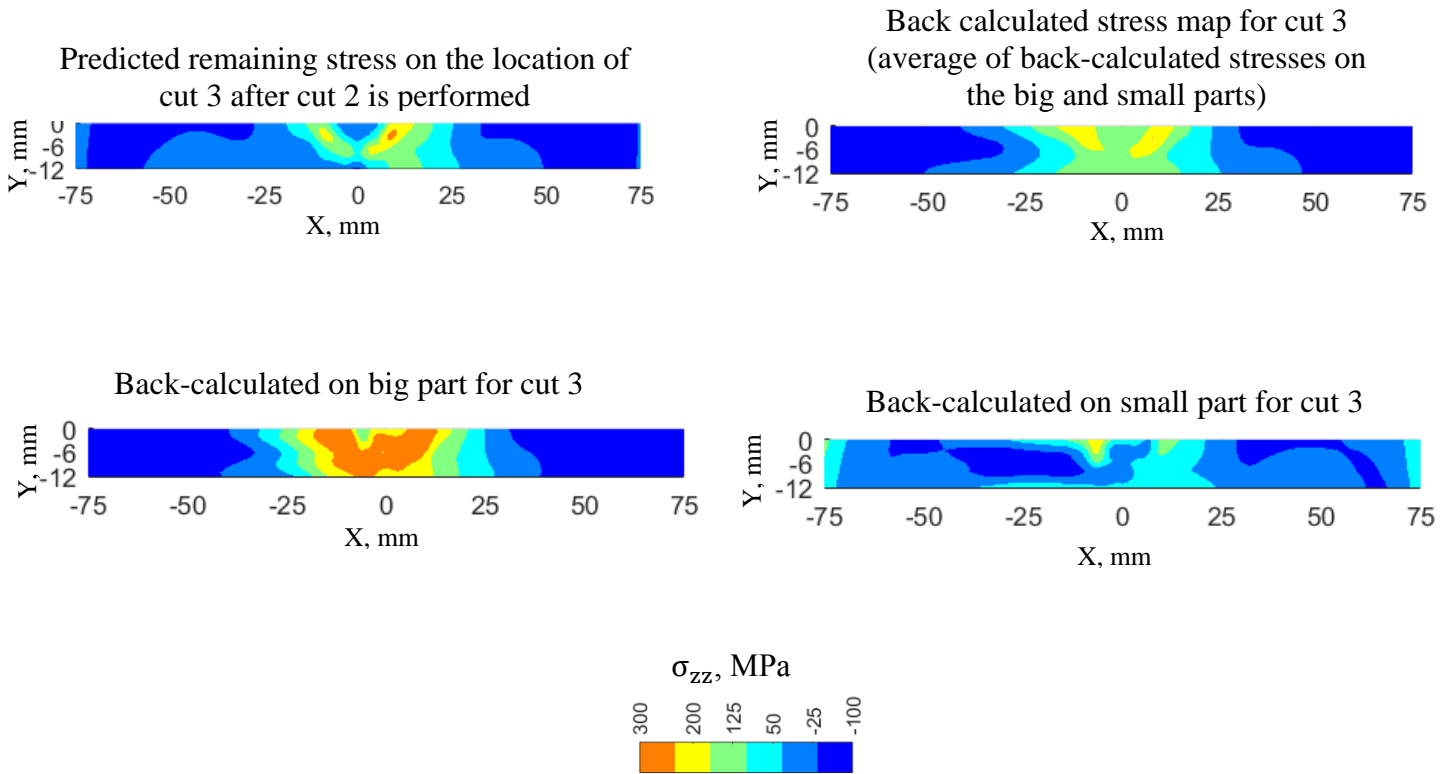 Predicted remaining stress on the location of
cut 3 after cut 2 is performed
0
-6
-12
Y, mm
-75 -50 -25 0 25 50 75
X, mm
Back calculated stress map for cut 3
(average of back-calculated stresses on
the big and small parts)
0
-6
-12
Y, mm
-75 -50 -25 0 25 50 75
X, mm
Back-calculated on big part for cut 3
0
-6
-12
Y, mm
-75 -50 -25 0 25 50 75
X, mm
Back-calculated on small part for cut 3
0
-6
-12
Y, mm
-75 -50 -25 0 25 50 75
X, mm
σzz, MPa
300 200 125 50 -25 -100